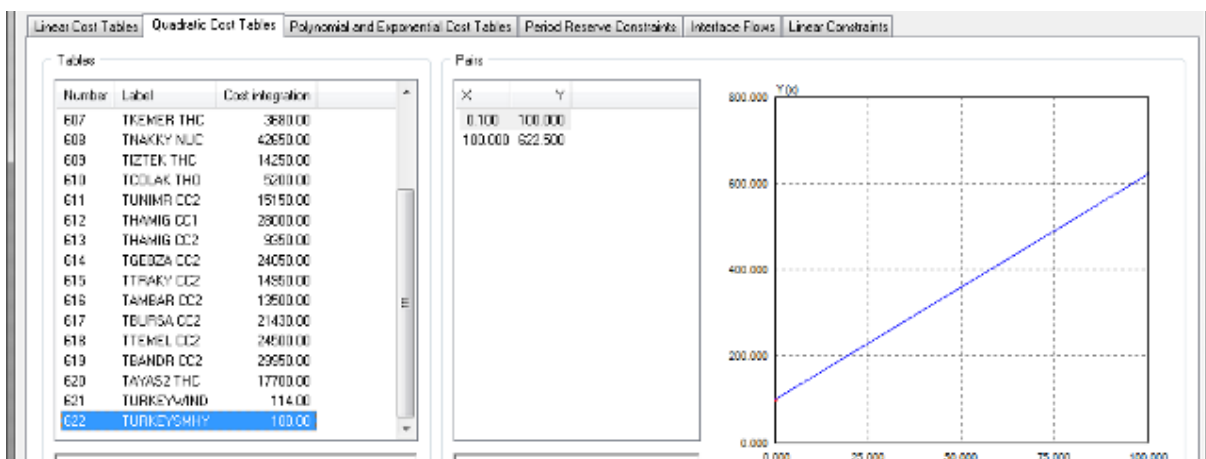 Linear Cost Tables Quadratic Cost Tables Polynomial and Exponential Cost Tables Period Reserve Constraints Interface Flows Linear Constraints
Tables
Number Label Cost integration
607 TKEMER THC 3680.00
608 TNAKKY NUC 42650.00
609 TIZTEK THC 14250.00
610 TCOLAK THO 5200.00
611 TUNIMR CC2 15150.00
612 THAMIG CC1 28000.00
613 THAMIG CC2 9350.00
614 TGEBZA CC2 24050.00
615 TTRAKY CC2 14950.00
616 TAMBAR CC2 13500.00
617 TBURSA CC2 21430.00
618 TTEMEL CC2 24500.00
619 TBANDR CC2 29950.00
620 TAYAS2 THC 17700.00
621 TURKEYWIND 114.00
622 TURKEYSMHY 100.00
Pairs
X Y
0.100 100.000
100.000 622.500
Y(x)
800.000
600.000
400.000
200.000
0.000
0.000 25.000 50.000 75.000 100.000